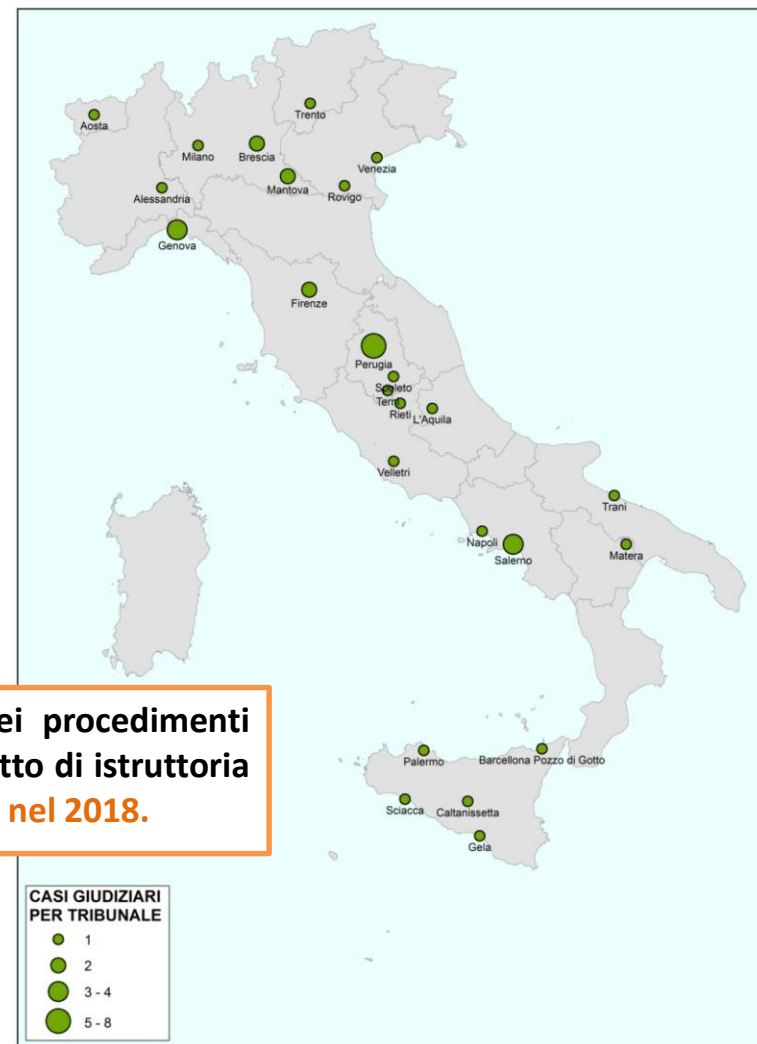 Trento
Aosta
Milano
Brescia
Venezia
Mantova
Rovigo
Alessandria
Genova
Firenze
Perugia
Spoleto
Terni
Rieti
L'Aquila
Velletri
Trani
Napoli
Salerno
Matera
ei procedimenti
tto di istruttoria
nel 2018.
Palermo
Barcellona Pozzo di Gotto
Sciacca
Caltanissetta
Gela
CASI GIUDIZIARI
PER TRIBUNALE
1
2
3 - 4
5 - 8